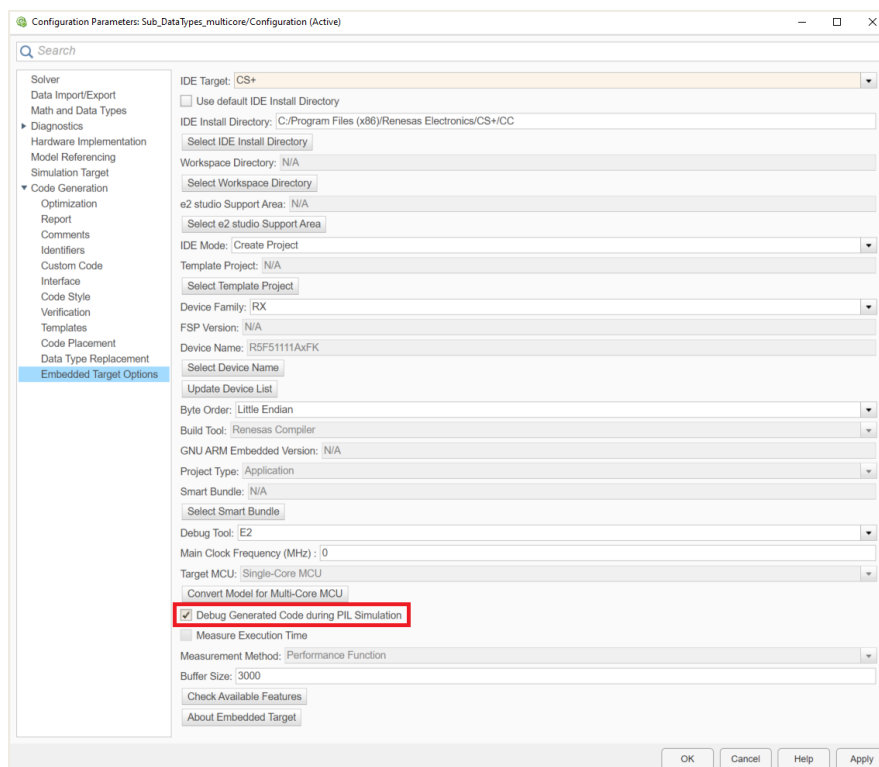 Configuration Parameters: Sub_DataTypes_multicore/Configuration (Active)
Search
Solver
Data Import/Export
Math and Data Types
Diagnostics
Hardware Implementation
Model Referencing
Simulation Target
Code Generation
Optimization
Report
Comments
Identifiers
Custom Code
Interface
Code Style
Verification
Templates
Code Placement
Data Type Replacement
Embedded Target Options
IDE Target: CS+
Use default IDE Install Directory
IDE Install Directory: C:/Program Files (x86)/Renesas Electronics/CS+/CC
Select IDE Install Directory
Workspace Directory: N/A
Select Workspace Directory
e2 studio Support Area: N/A
Select e2 studio Support Area
IDE Mode: Create Project
Template Project: N/A
Select Template Project
Device Family: RX
FSP Version: N/A
Device Name: R5F51111AxFK
Select Device Name
Update Device List
Byte Order: Little Endian
Build Tool: Renesas Compiler
GNU ARM Embedded Version: N/A
Project Type: Application
Smart Bundle: N/A
Select Smart Bundle
Debug Tool: E2
Main Clock Frequency (MHz) : 0
Target MCU: Single-Core MCU
Convert Model for Multi-Core MCU
Debug Generated Code during PIL Simulation
Measure Execution Time
Measurement Method: Performance Function
Buffer Size: 3000
Check Available Features
About Embedded Target
OK Cancel Help Apply